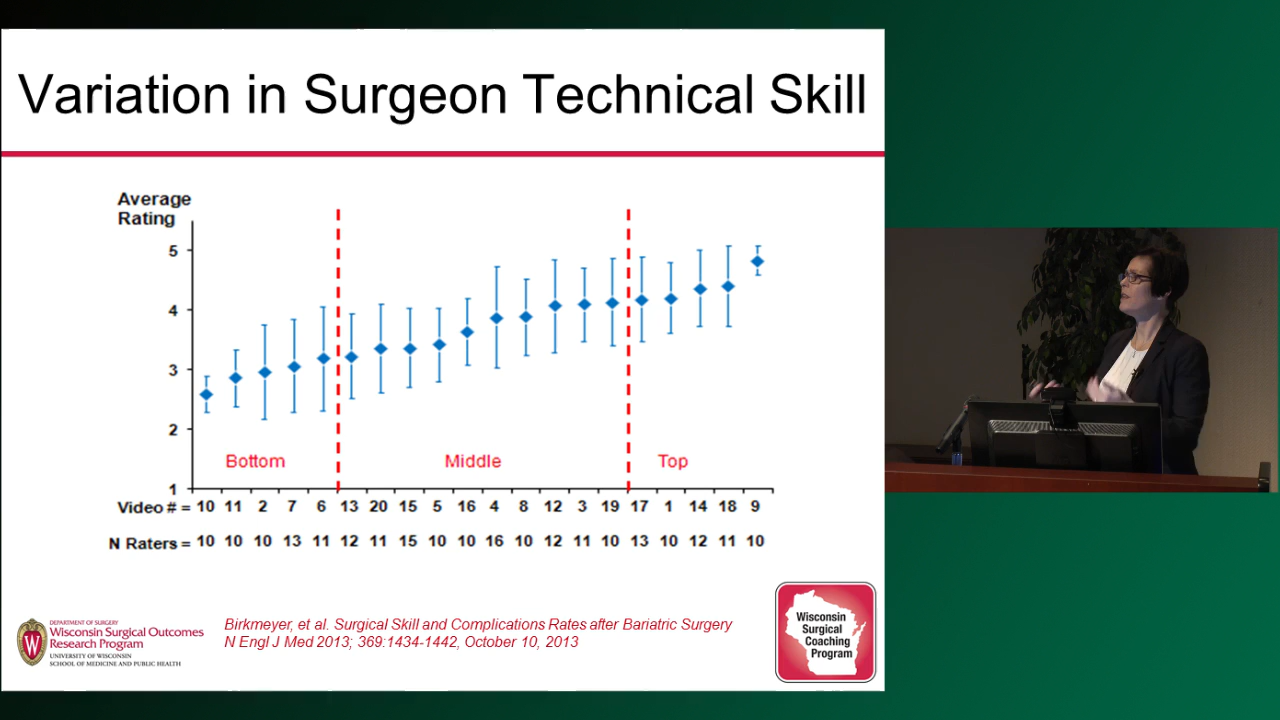 Variation in Surgeon Technical Skill
Average
Rating
5
4
3
2
1
Bottom
Middle
Top
Video # = 10 11 2 7 6 13 20 15 5 16 4 8 12 3 19 17 1 14 18 9
N Raters = 10 10 10 13 11 12 11 15 10 10 16 10 12 11 10 13 10 12 11 10
W
DEPARTMENT OF SURGERY
Wisconsin Surgical Outcomes
Research Program
UNIVERSITY OF WISCONSIN
SCHOOL OF MEDICINE AND PUBLIC HEALTH
Birkmeyer, et al. Surgical Skill and Complications Rates after Bariatric Surgery
N Engl J Med 2013; 369:1434-1442, October 10, 2013
Wisconsin
Surgical
Coaching
Program